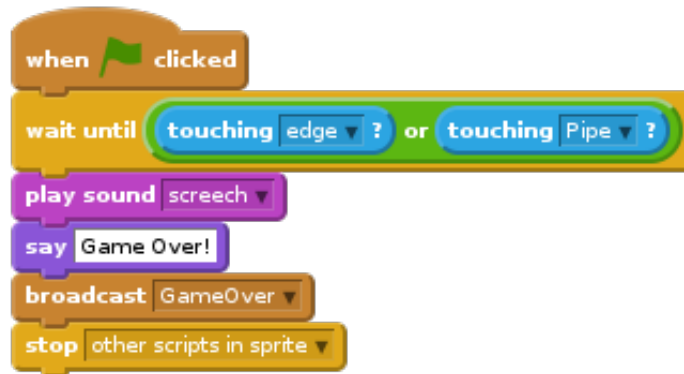 when clicked
wait until touching edge ? or touching Pipe ?
play sound screech
say Game Over!
broadcast GameOver
stop other scripts in sprite